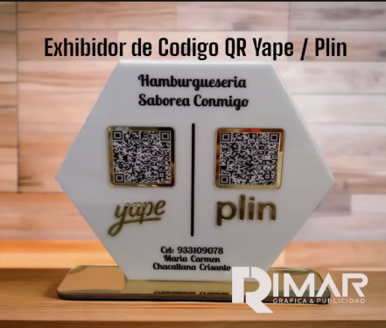 Exhibidor de Codigo QR Yape / Plin
Hamburgueseria
Saborea Conmigo
yape
plin
Cel: 933109078
Maria Carmen
Chacaltana Crisanto
RIMAR
GRAFICA & PUBLICIDAD